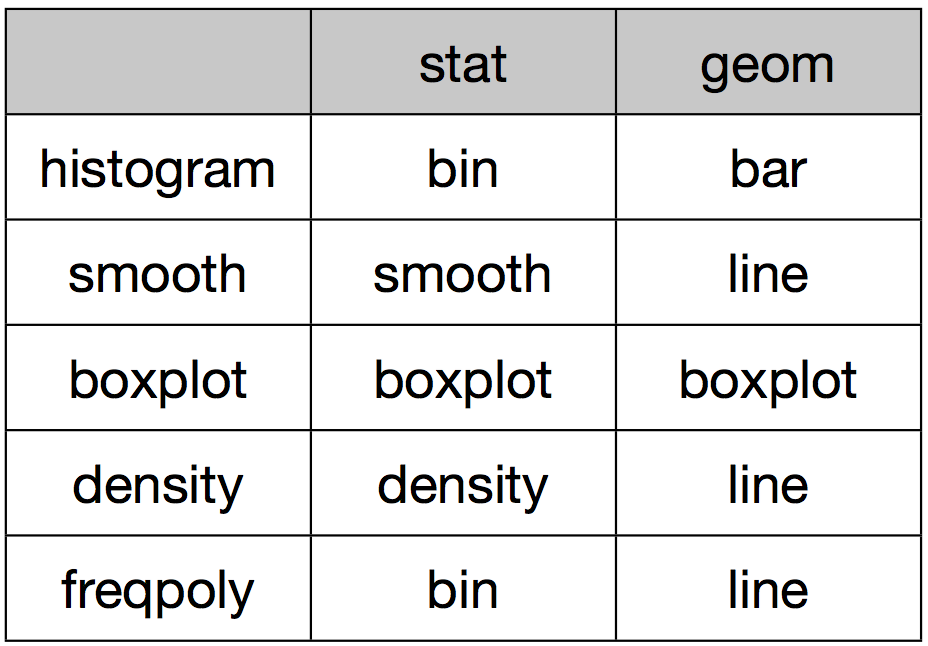 stat geom
histogram bin bar
smooth smooth line
boxplot boxplot boxplot
density density line
freqpoly bin line